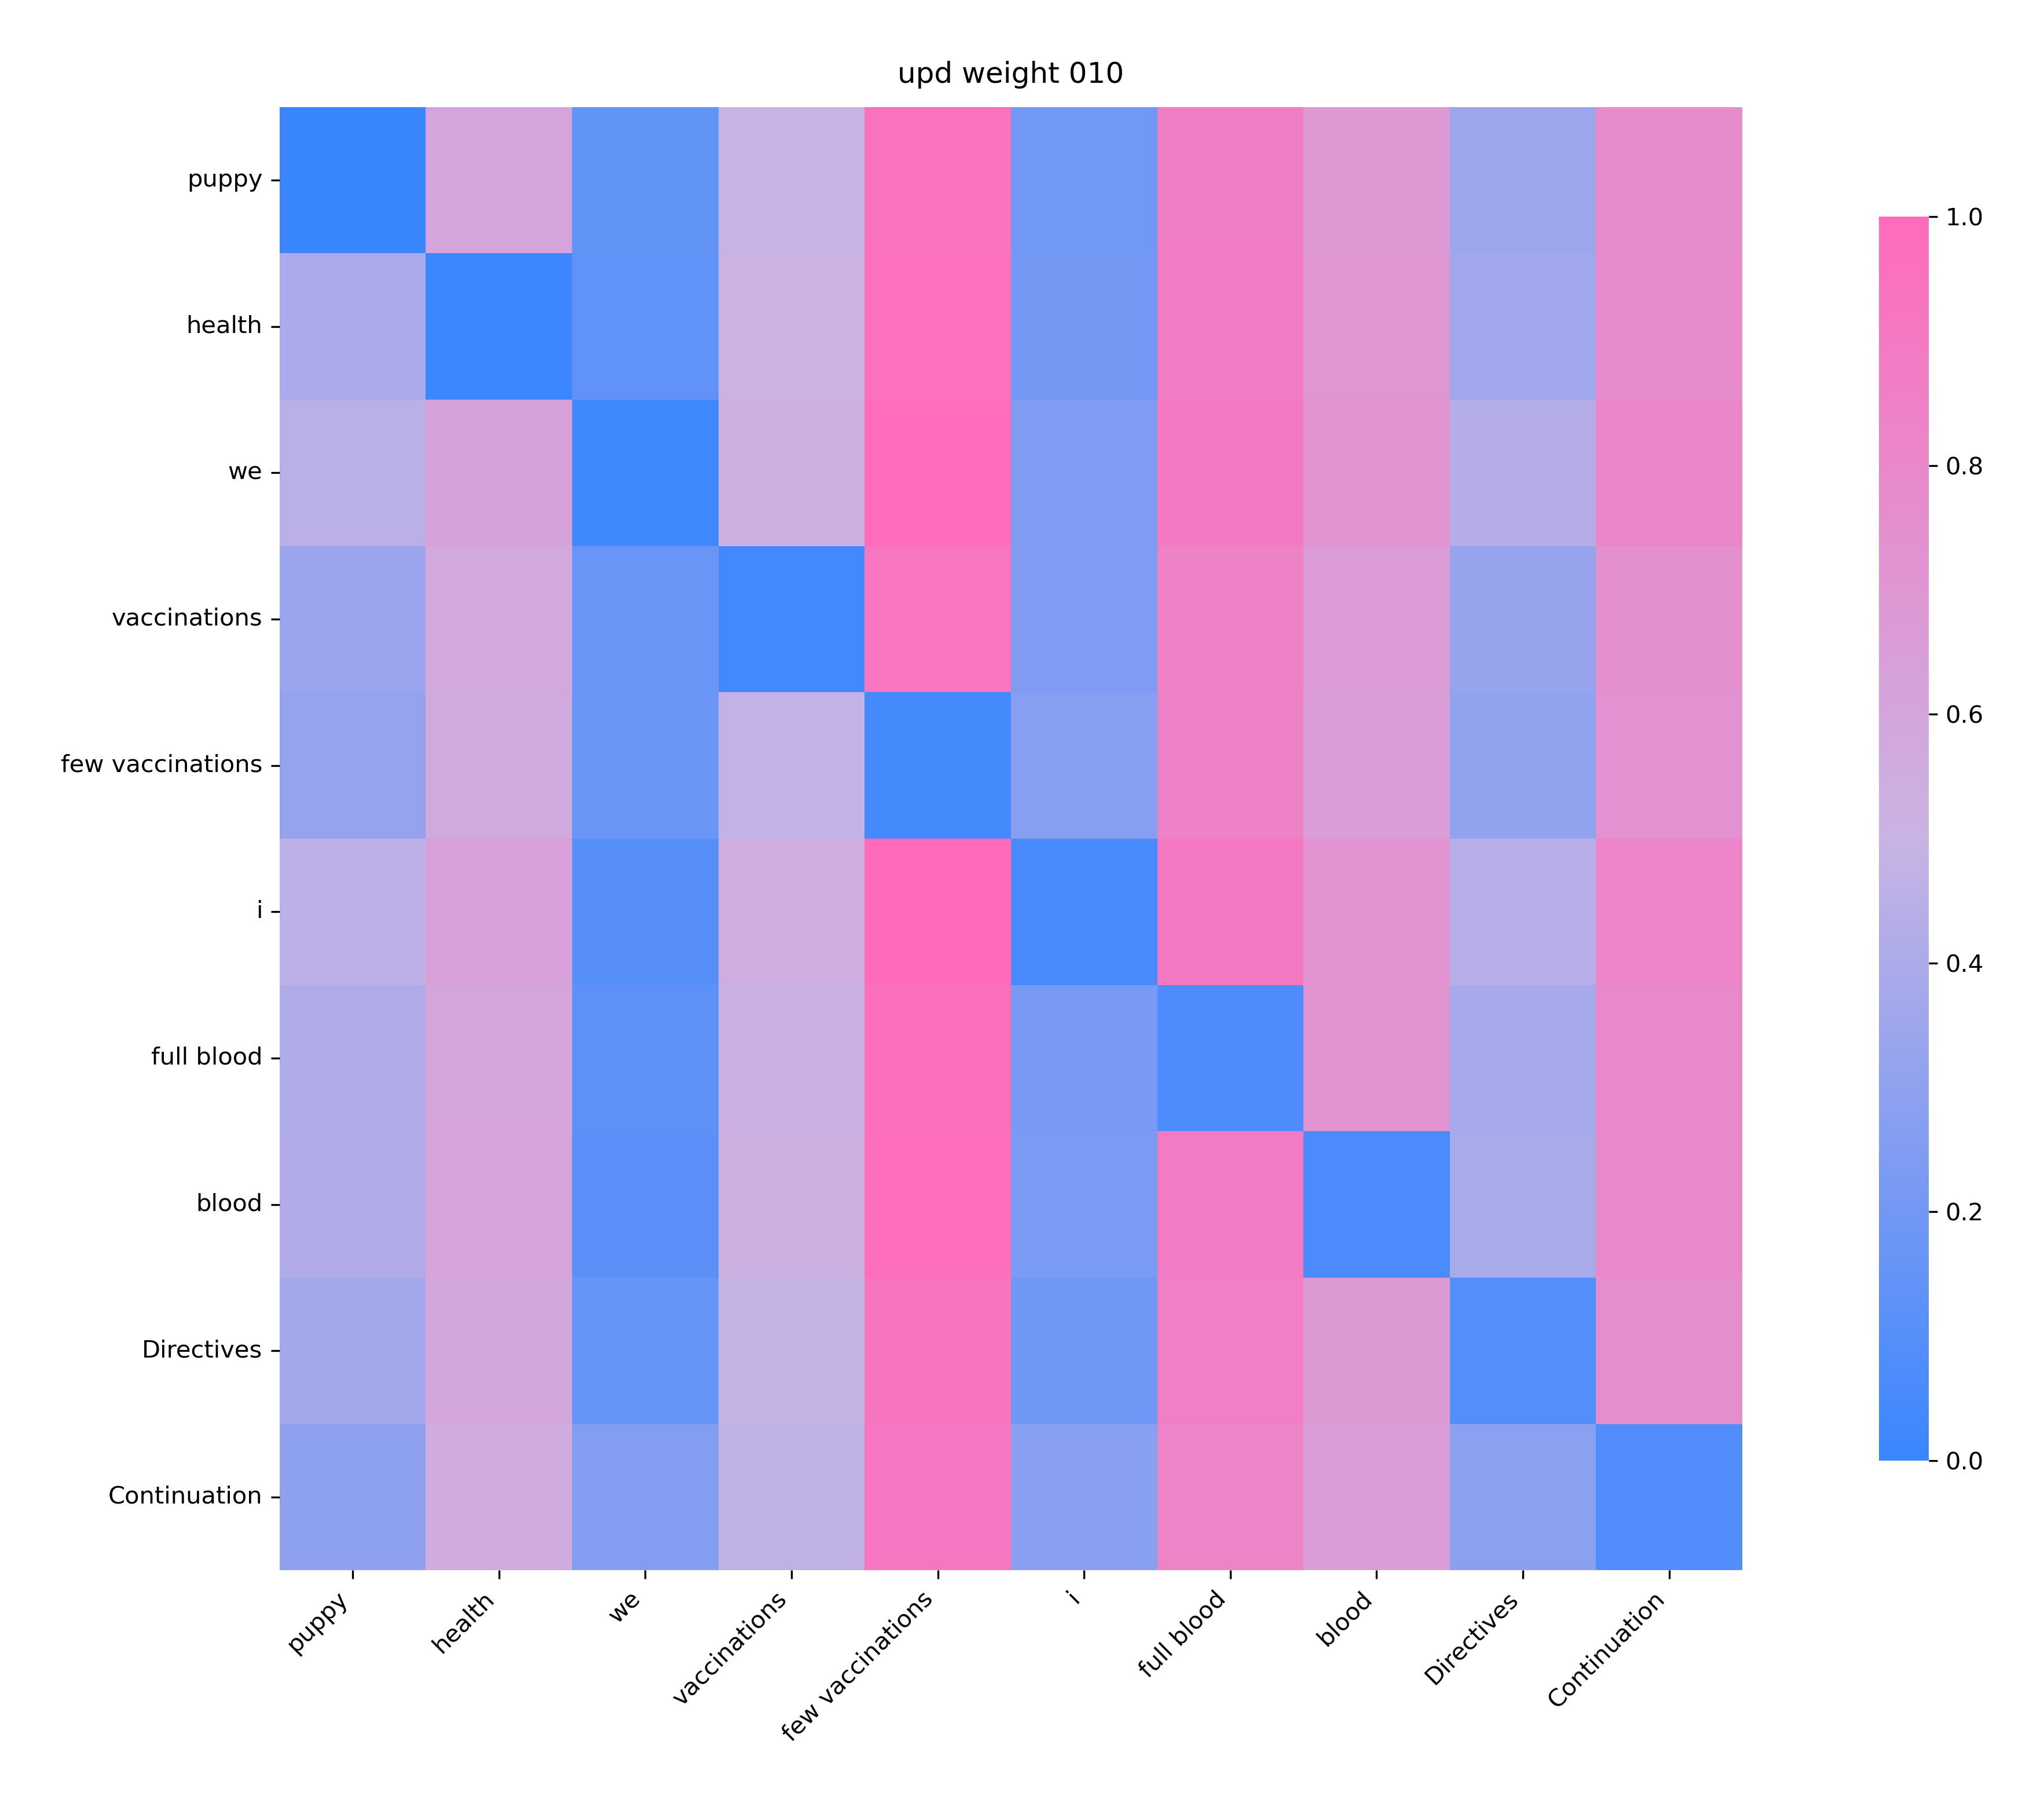 upd weight 010
puppy
health
we
vaccinations
few vaccinations
i
full blood
blood
Directives
Continuation
puppy
health
we
vaccinations
few vaccinations
i
full blood
blood
Directives
Continuation
1.0
0.8
0.6
0.4
0.2
0.0